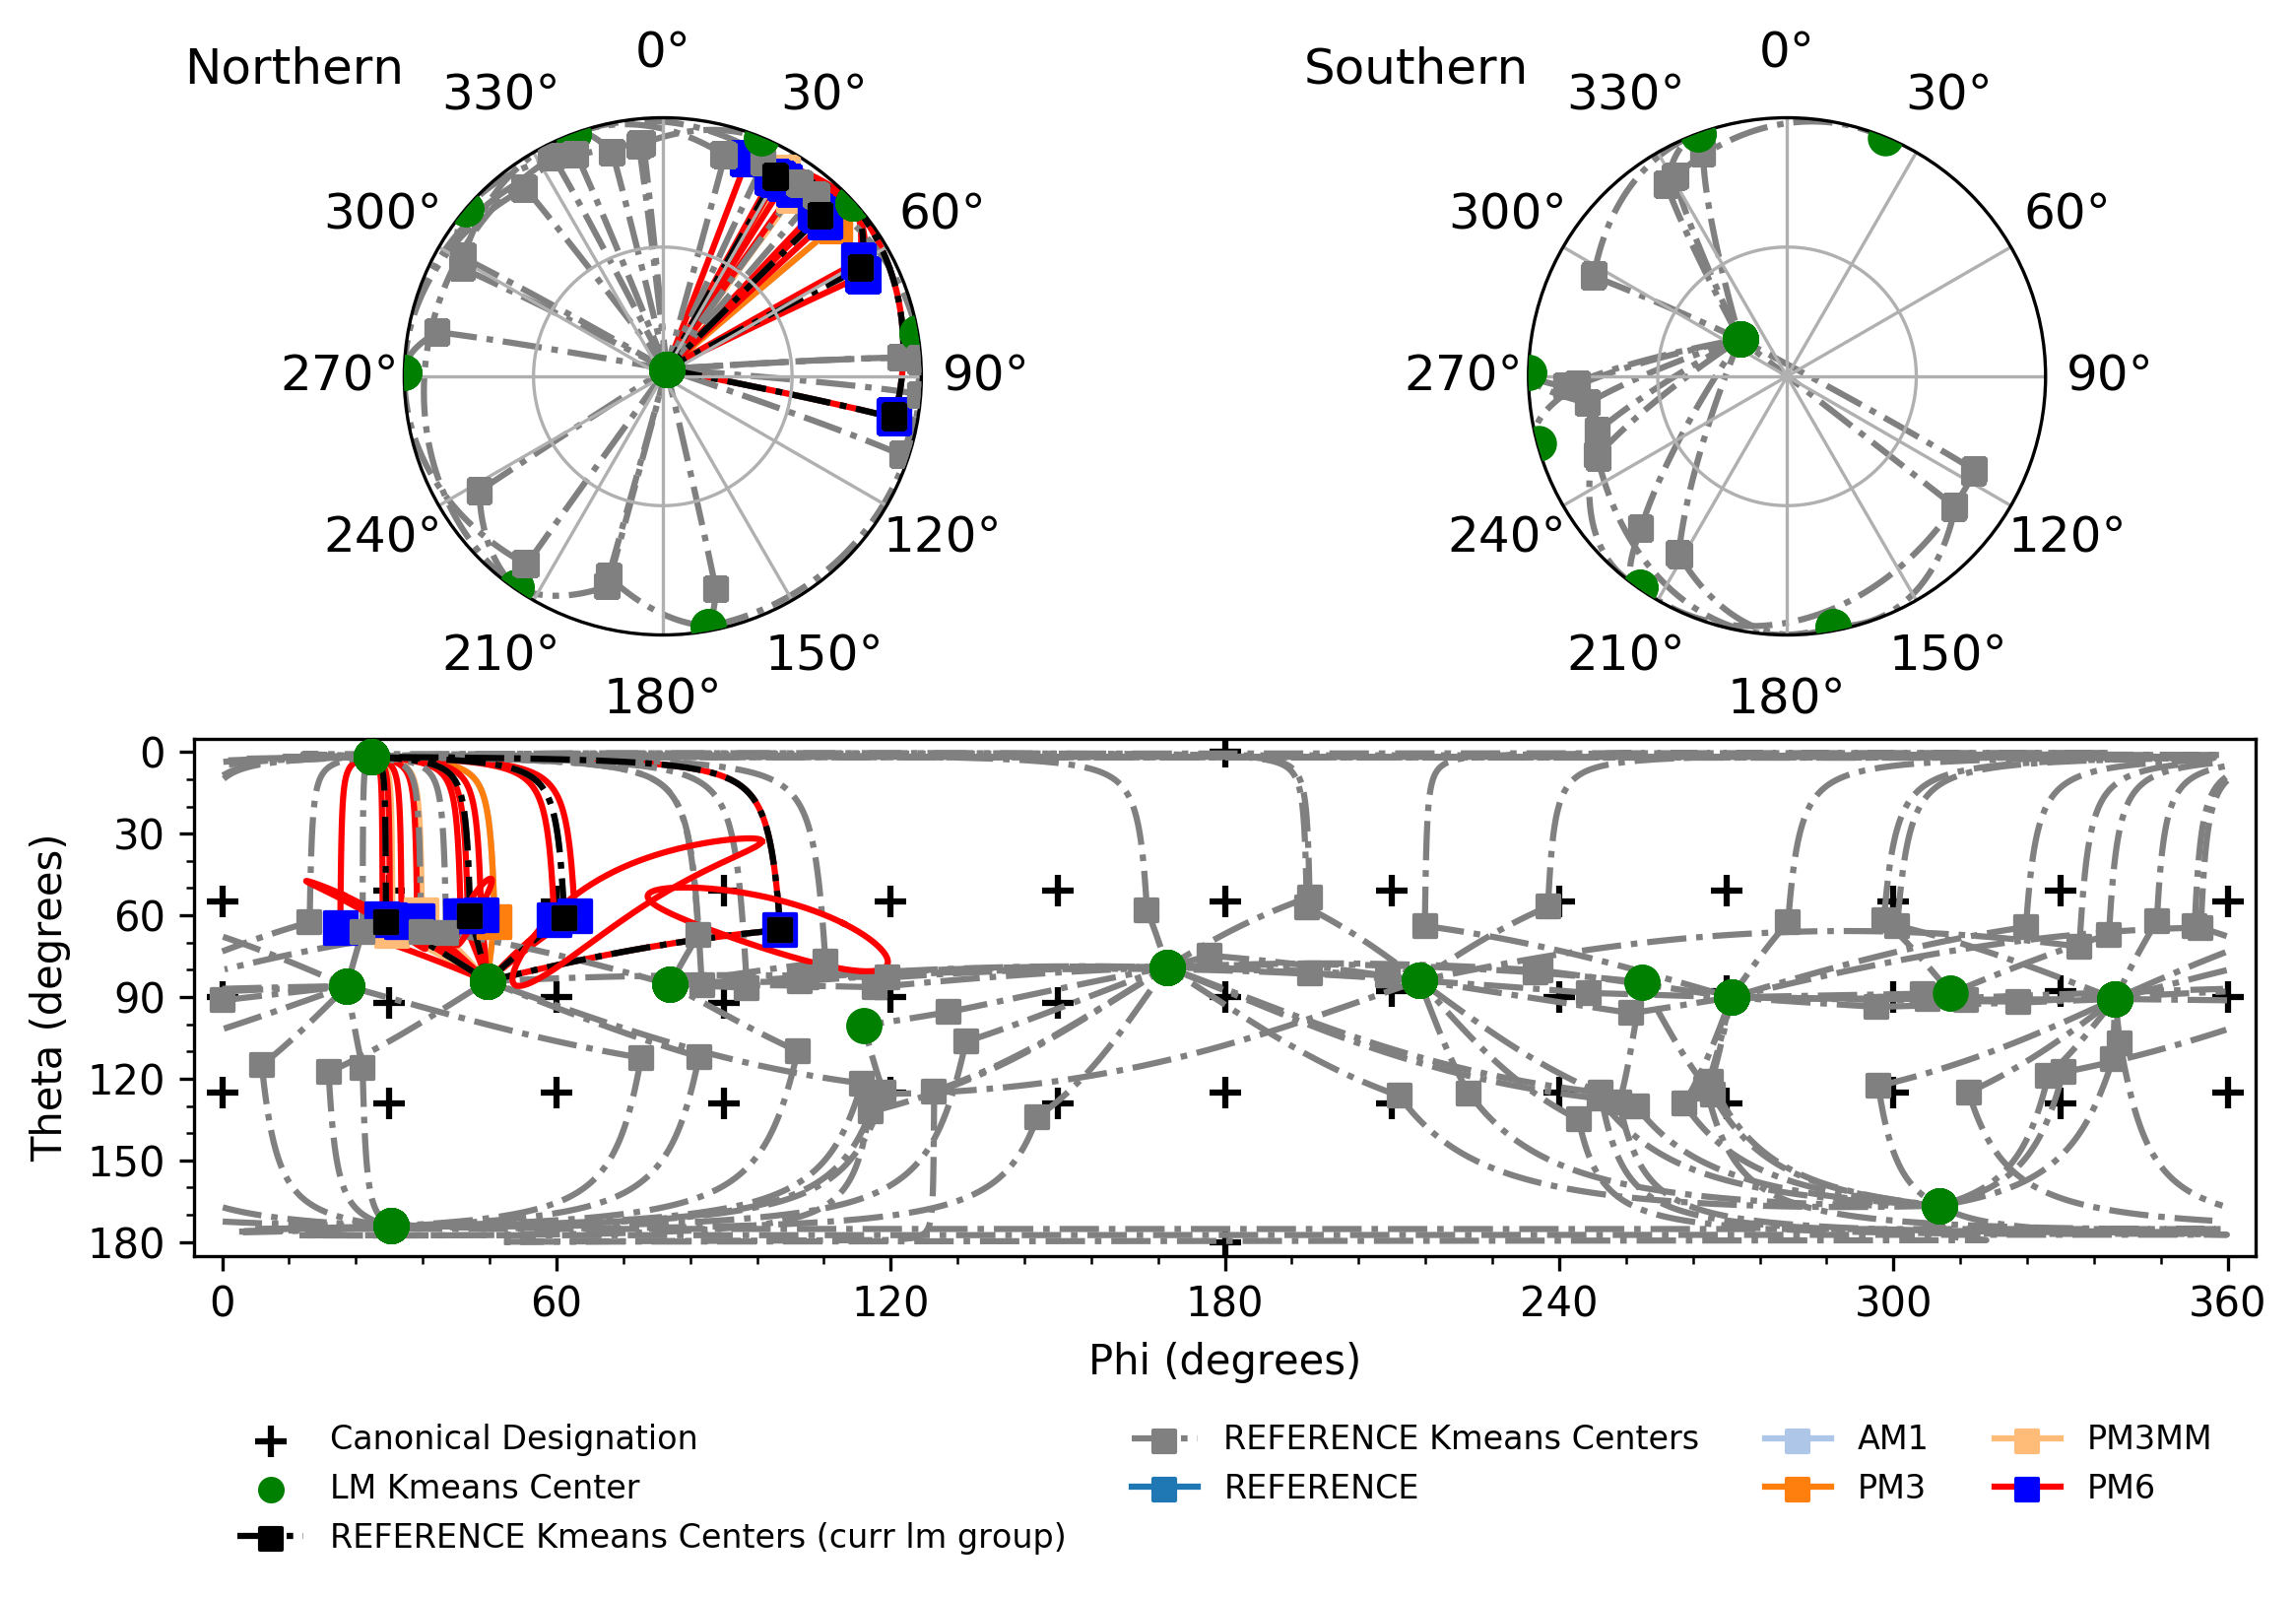 Northern
0°
30°
60°
90°
120°
150°
180°
210°
240°
270°
300°
330°
Southern
0°
30°
60°
90°
120°
150°
180°
210°
240°
270°
300°
330°
Theta (degrees)
0
30
60
90
120
150
180
0 60 120 180 240 300 360
Phi (degrees)
Canonical Designation
LM Kmeans Center
REFERENCE Kmeans Centers (curr lm group)
REFERENCE Kmeans Centers
REFERENCE
AM1
PM3
PM3MM
PM6